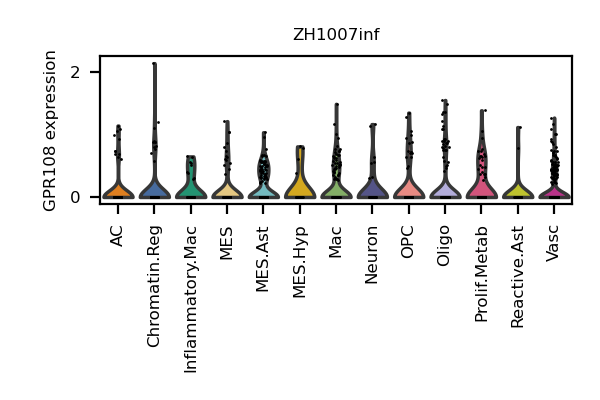 ZH1007inf
GPR108 expression
2
0
AC
Chromatin.Reg
Inflammatory.Mac
MES
MES.Ast
MES.Hyp
Mac
Neuron
OPC
Oligo
Prolif.Metab
Reactive.Ast
Vasc